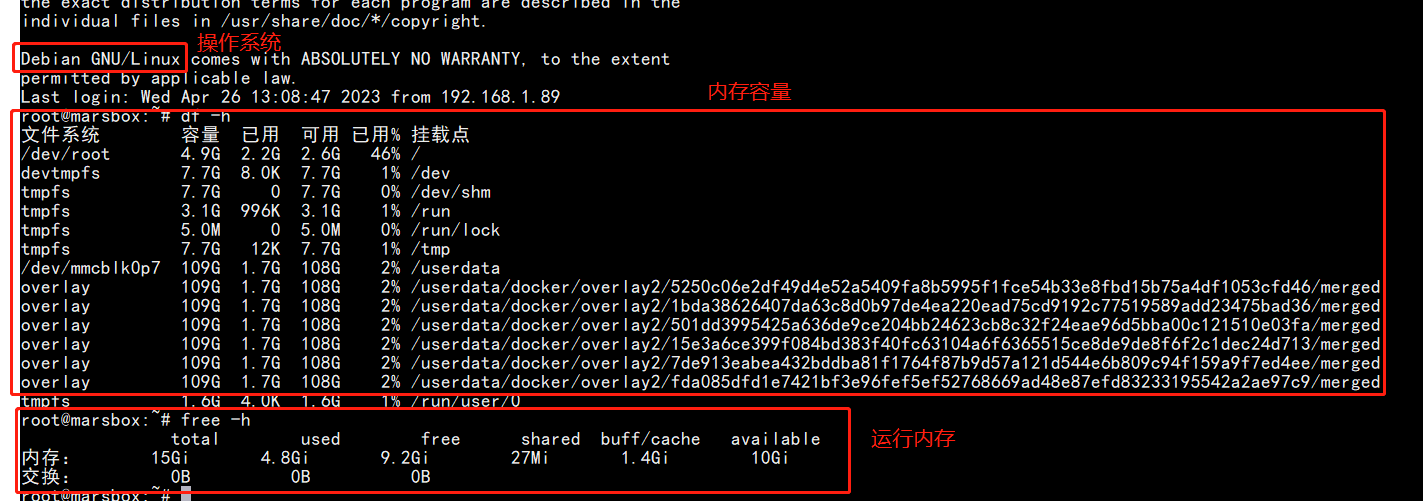 the exact distribution terms for each program are described in the
individual files in /usr/share/doc/*/copyright.
操作系统
Debian GNU/Linux comes with ABSOLUTELY NO WARRANTY, to the extent
permitted by applicable law.
Last login: Wed Apr 26 13:08:47 2023 from 192.168.1.89
内存容量
root@marsbox:~# df -h
文件系统 容量 已用 可用 已用% 挂载点
/dev/root 4.9G 2.2G 2.6G 46% /
devtmpfs 7.7G 8.0K 7.7G 1% /dev
tmpfs 7.7G 0 7.7G 0% /dev/shm
tmpfs 3.1G 996K 3.1G 1% /run
tmpfs 5.0M 0 5.0M 0% /run/lock
tmpfs 7.7G 12K 7.7G 1% /tmp
/dev/mmcblk0p7 109G 1.7G 108G 2% /userdata
overlay 109G 1.7G 108G 2% /userdata/docker/overlay2/5250c06e2df49d4e52a5409fa8b5995f1fce54b33e8fbd15b75a4df1053cfd46/merged
overlay 109G 1.7G 108G 2% /userdata/docker/overlay2/1bda38626407da63c8d0b97de4ea220ead75cd9192c77519589add23475bad36/merged
overlay 109G 1.7G 108G 2% /userdata/docker/overlay2/501dd3995425a636de9ce204bb24623cb8c32f24eae96d5bba00c121510e03fa/merged
overlay 109G 1.7G 108G 2% /userdata/docker/overlay2/15e3a6ce399f084bd383f40fc63104a6f6365515ce8de9de8f6f2c1dec24d713/merged
overlay 109G 1.7G 108G 2% /userdata/docker/overlay2/7de913eabea432bddba81f1764f87b9d57a121d544e6b809c94f159a9f7ed4ee/merged
overlay 109G 1.7G 108G 2% /userdata/docker/overlay2/fda085dfd1e7421bf3e96fef5ef52768669ad48e87efd83233195542a2ae97c9/merged
tmpfs 1.6G 4.0K 1.6G 1% /run/user/0
root@marsbox:~# free -h
total used free shared buff/cache available
运行内存
内存: 15Gi 4.8Gi 9.2Gi 27Mi 1.4Gi 10Gi
交换: 0B 0B 0B
root@marsbox:~#